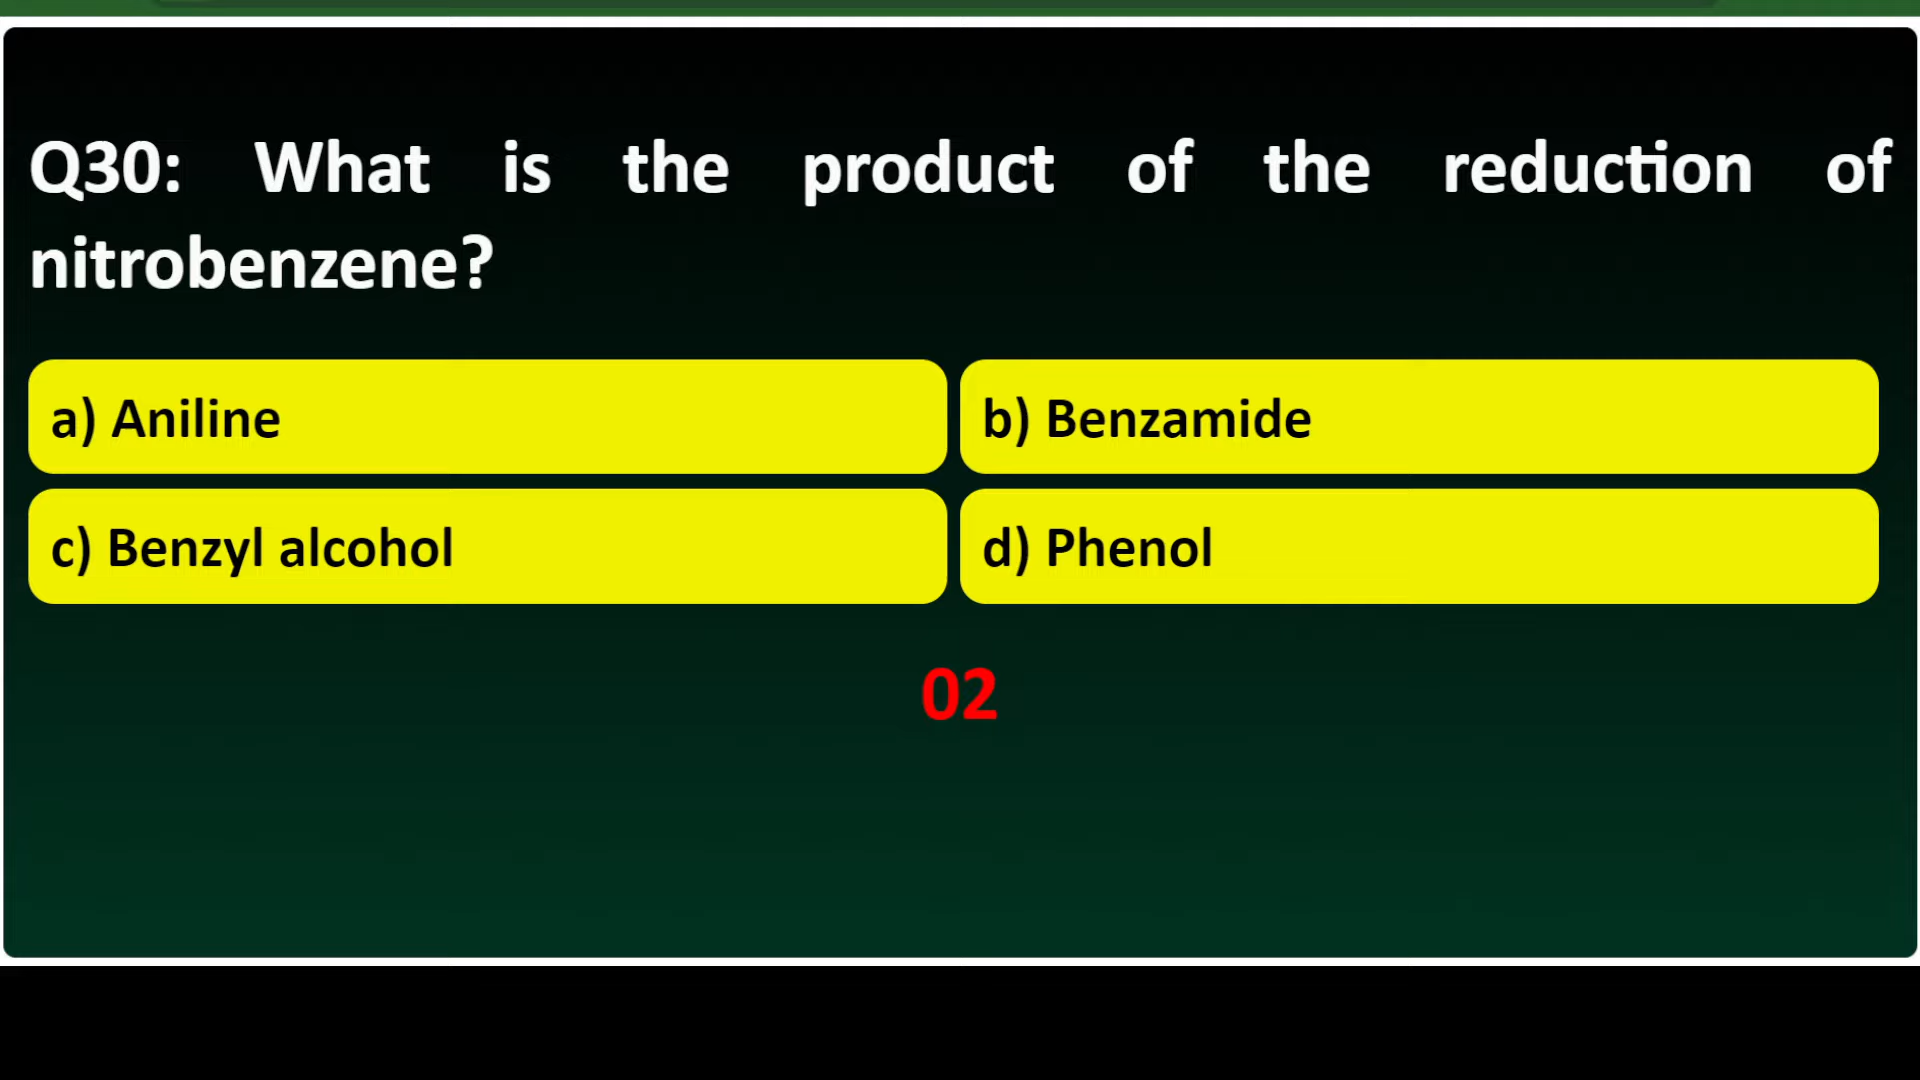 Q30: What is the product of the reduction of
nitrobenzene?
a) Aniline
b) Benzamide
c) Benzyl alcohol
d) Phenol
02